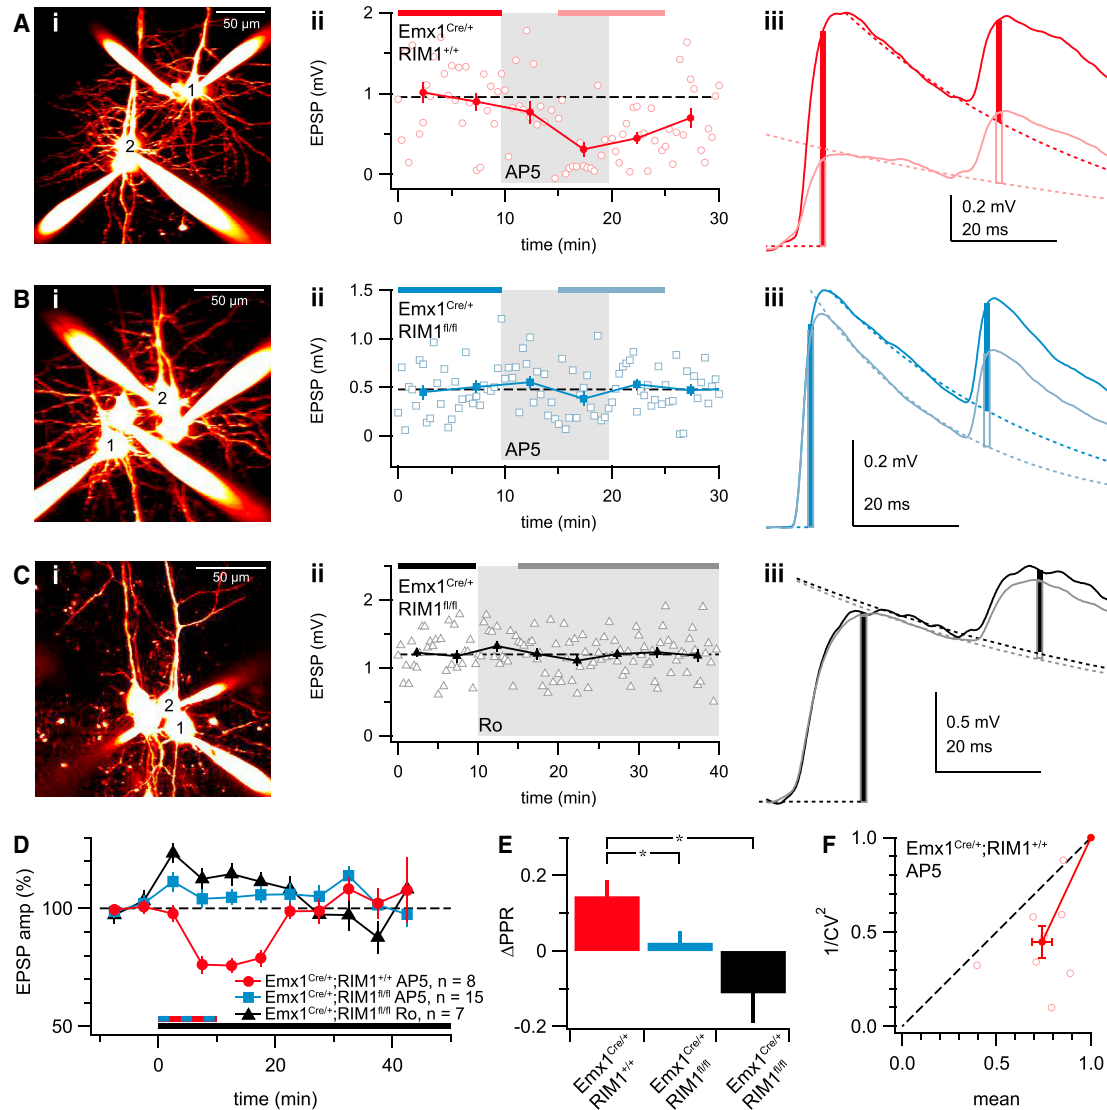 A
i
50 µm
1
2
ii
2
1
0
EPSP (mV)
Emx1Cre/+
RIM1+/+
AP5
0
10
20
30
time (min)
iii
0.2 mV
20 ms
B
i
50 µm
2
1
ii
1.5
1.0
0.5
0
EPSP (mV)
Emx1Cre/+
RIM1fl/fl
AP5
0
10
20
30
time (min)
iii
0.2 mV
20 ms
C
i
50 µm
2
1
ii
2
1
0
EPSP (mV)
Emx1Cre/+
RIM1fl/fl
Ro
0
10
20
30
40
time (min)
iii
0.5 mV
20 ms
D
100
50
EPSP amp (%)
Emx1Cre/+;RIM1+/+ AP5, n = 8
Emx1Cre/+;RIM1fl/fl AP5, n = 15
Emx1Cre/+;RIM1fl/fl Ro, n = 7
0
20
40
time (min)
E
*
*
0.2
0
-0.2
ΔPPR
Emx1Cre/+
RIM1+/+
Emx1Cre/+
RIM1fl/fl
Emx1Cre/+
RIM1fl/fl
F
Emx1Cre/+;RIM1+/+
AP5
1.0
0.5
0.0
1/CV2
0.0
0.5
1.0
mean